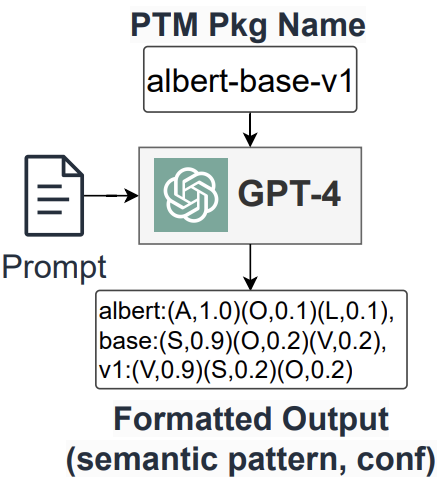 PTM Pkg Name
albert-base-v1
GPT-4
Prompt
albert:(A,1.0)(O,0.1)(L,0.1),
base:(S,0.9)(O,0.2)(V,0.2),
v1:(V,0.9)(S,0.2)(O,0.2)
Formatted Output
(semantic pattern, conf)